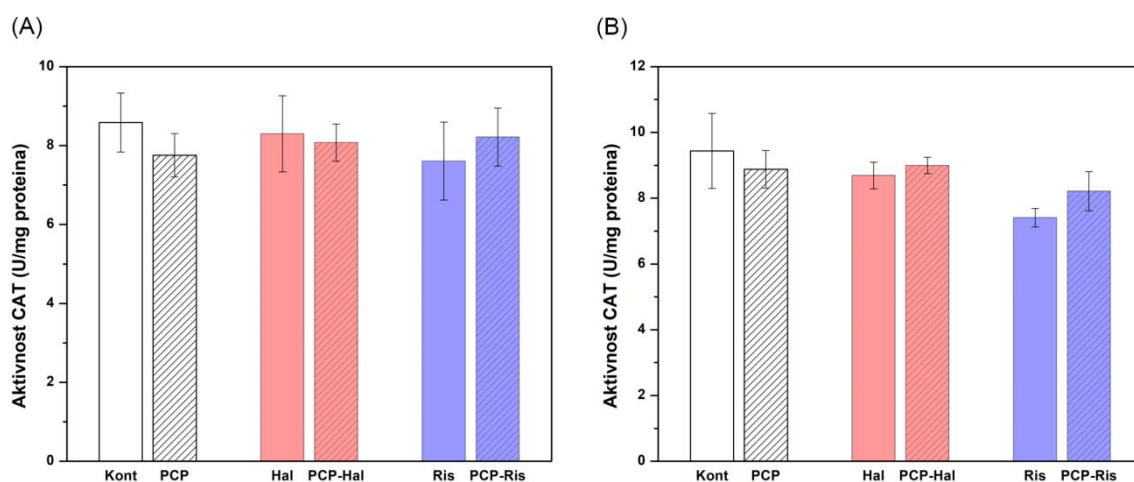 (A)
Aktivnost CAT (U/mg proteina)
10
8
6
4
2
0
Kont PCP Hal PCP-Hal Ris PCP-Ris
(B)
Aktivnost CAT (U/mg proteina)
12
10
8
6
4
2
0
Kont PCP Hal PCP-Hal Ris PCP-Ris